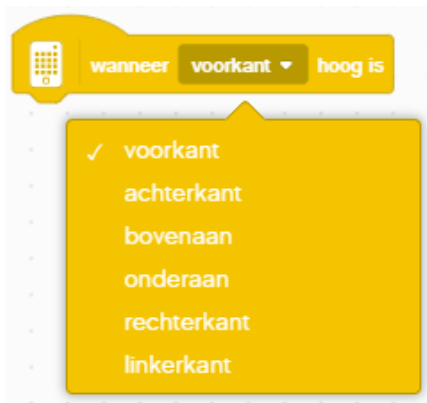 wanneer voorkant hoog is
voorkant
achterkant
bovenaan
onderaan
rechterkant
linkerkant